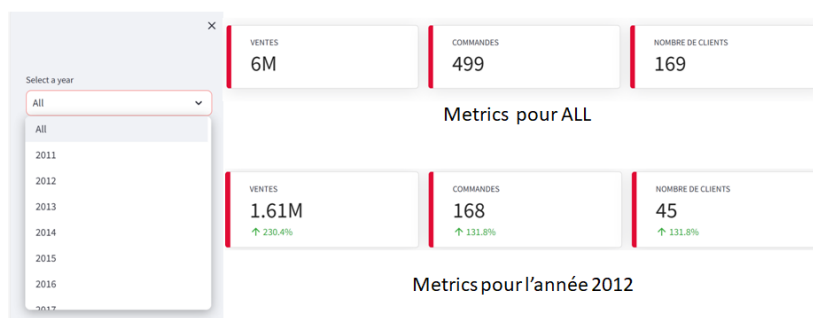 ×
Select a year
All
All
2011
2012
2013
2014
2015
2016
2017
VENTES
6M
COMMANDES
499
NOMBRE DE CLIENTS
169
Metrics pour ALL
VENTES
1.61M
↑ 230.4%
COMMANDES
168
↑ 131.8%
NOMBRE DE CLIENTS
45
↑ 131.8%
Metrics pour l'année 2012